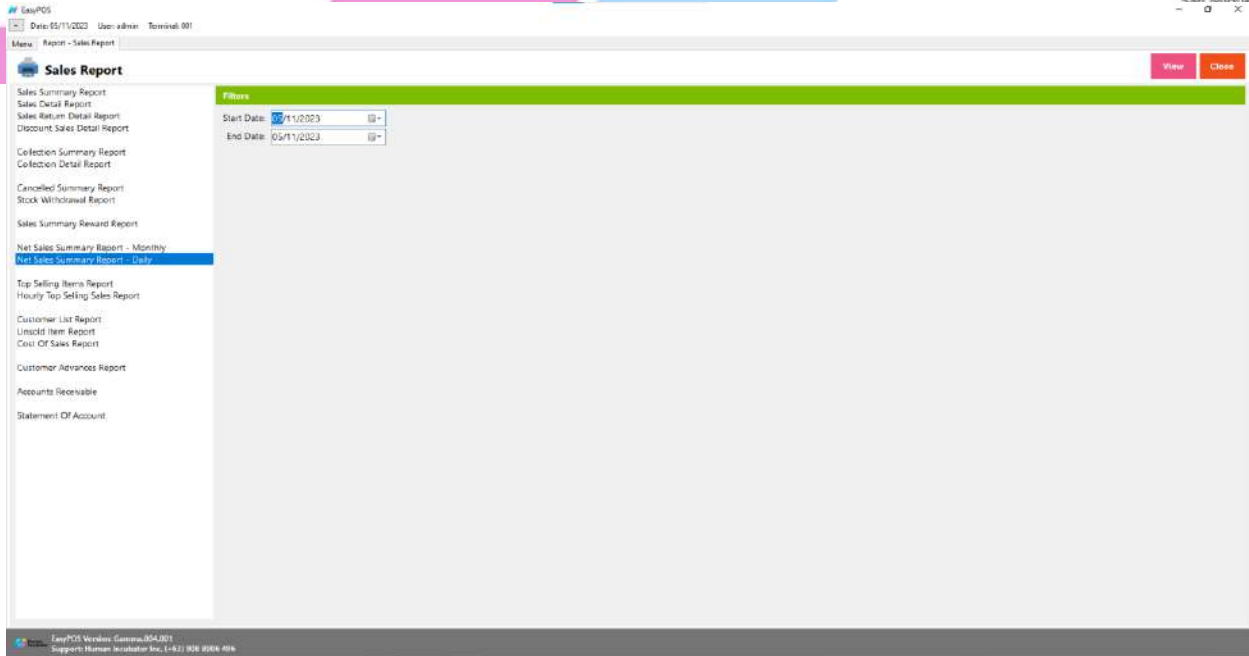 EasyPOS
Date: 05/11/2023 User: admin Terminal: 001
Menu Report - Sales Report
Sales Report
View Close
Sales Summary Report
Sales Detail Report
Sales Return Detail Report
Discount Sales Detail Report
Collection Summary Report
Collection Detail Report
Cancelled Summary Report
Stock Withdrawal Report
Sales Summary Reward Report
Net Sales Summary Report - Monthly
Net Sales Summary Report - Daily
Top Selling Items Report
Hourly Top Selling Sales Report
Customer List Report
Unsold Item Report
Cost Of Sales Report
Customer Advances Report
Accounts Receivable
Statement Of Account
Filters
Start Date: 05/11/2023
End Date: 05/11/2023
EasyPOS Version: Gamma.004.001
Support: Human Incubator Inc. (+63) 908 8906 496